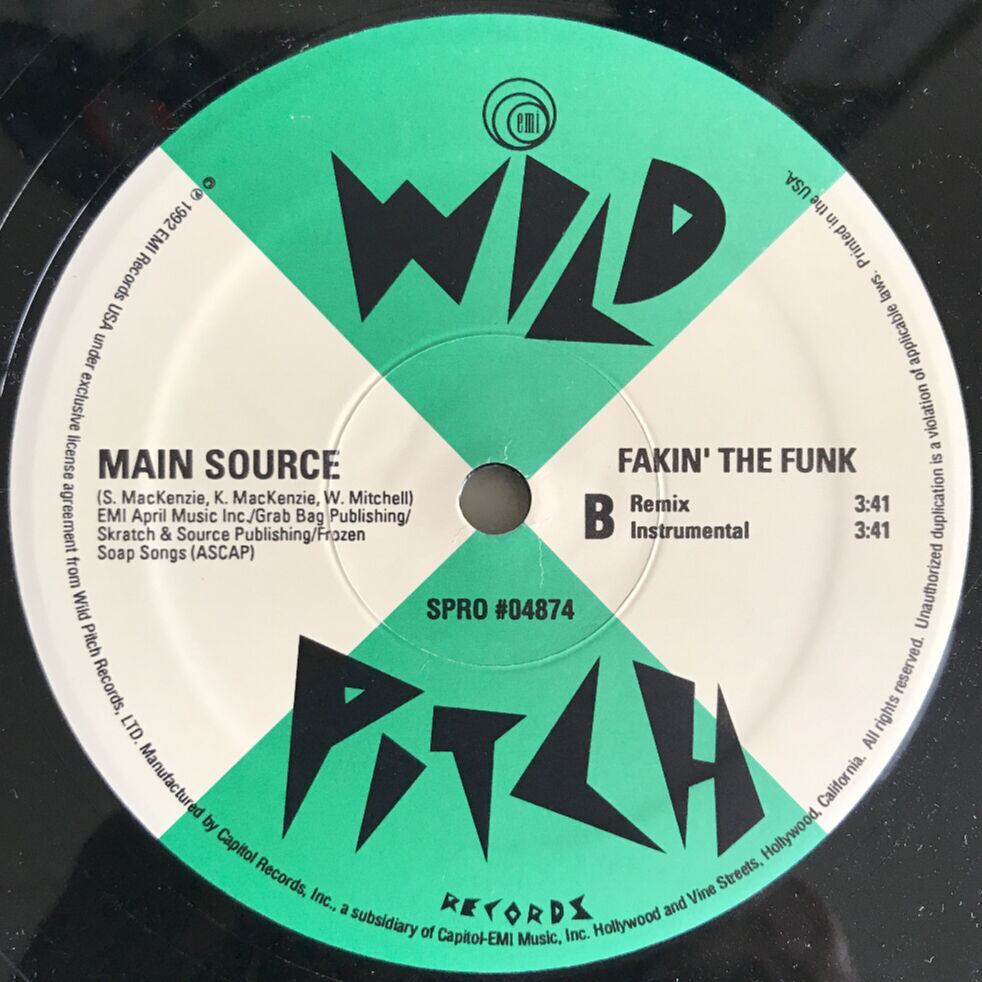 emi
WILD
MAIN SOURCE
(S. MacKenzie, K. MacKenzie, W. Mitchell)
EMI April Music Inc./Grab Bag Publishing/
Skratch & Source Publishing/Frozen
Soap Songs (ASCAP)
FAKIN' THE FUNK
B
Remix 3:41
Instrumental 3:41
SPRO #04874
PiTCH
RECORDS
© ℗ 1992 EMI Records USA under exclusive license agreement from Wild Pitch Records, LTD. Manufactured by Capitol Records, Inc., a subsidiary of Capitol-EMI Music, Inc. Hollywood and Vine Streets, Hollywood, California. All rights reserved. Unauthorized duplication is a violation of applicable laws. Printed in the USA.